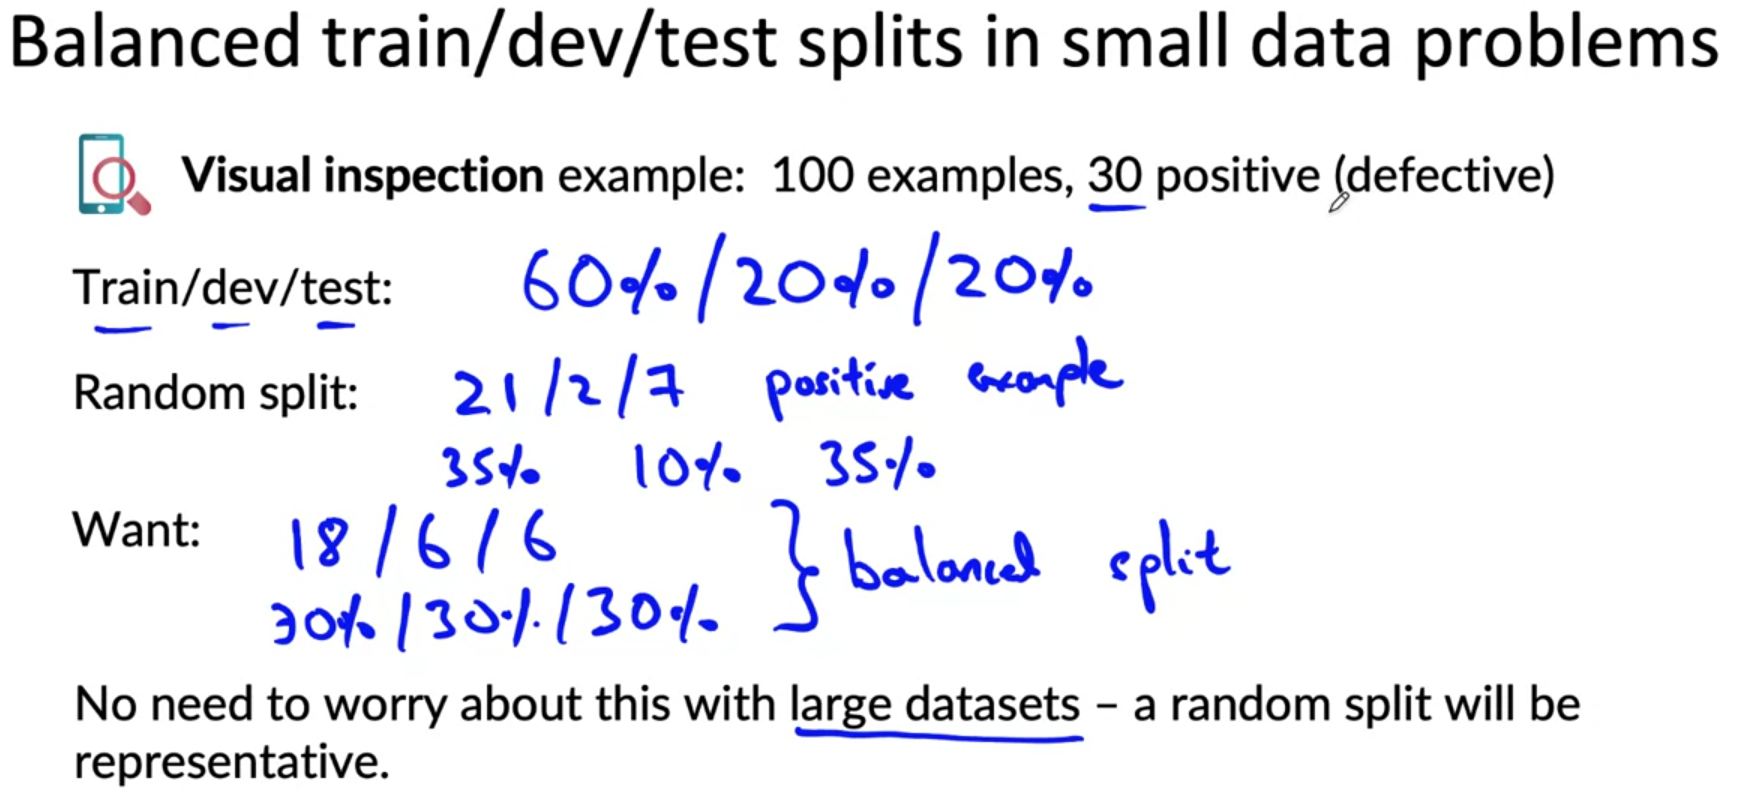 Balanced train/dev/test splits in small data problems
Visual inspection example: 100 examples, 30 positive (defective)
Train/dev/test: 60%/20%/20%
Random split: 21/2/7 positive example
35% 10% 35%
Want: 18/6/6
30%/30%/30% } balanced split
No need to worry about this with large datasets – a random split will be
representative.